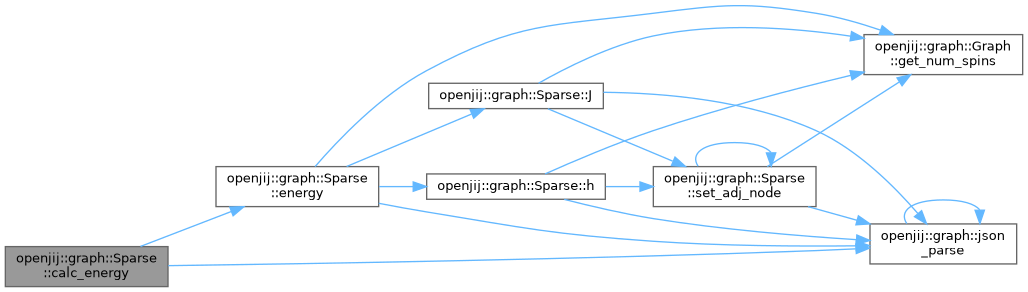 openjij::graph::Graph
::get_num_spins
openjij::graph::Sparse::J
openjij::graph::Sparse
::energy
openjij::graph::Sparse::h
openjij::graph::Sparse
::set_adj_node
openjij::graph::json
_parse
openjij::graph::Sparse
::calc_energy